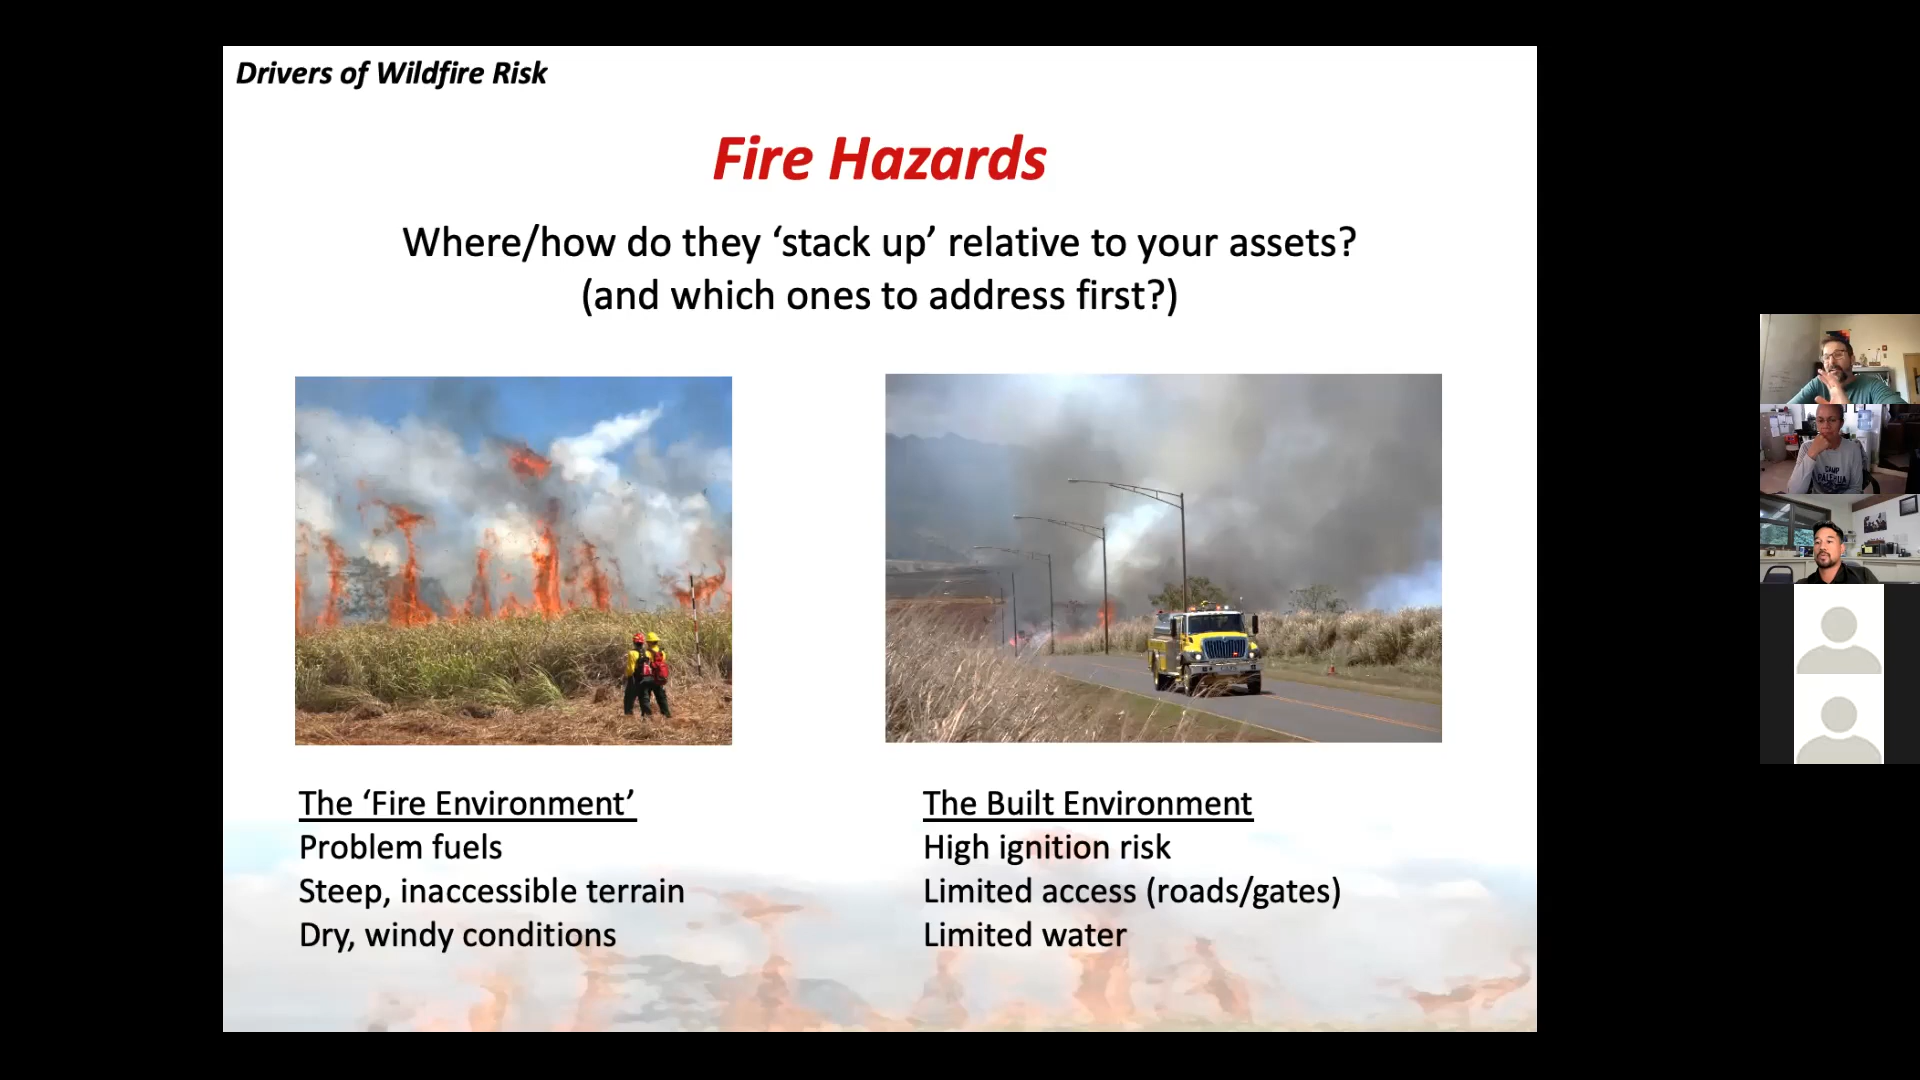 Drivers of Wildfire Risk
Fire Hazards
Where/how do they ‘stack up’ relative to your assets?
(and which ones to address first?)
The ‘Fire Environment’
Problem fuels
Steep, inaccessible terrain
Dry, windy conditions
The Built Environment
High ignition risk
Limited access (roads/gates)
Limited water
CAMP